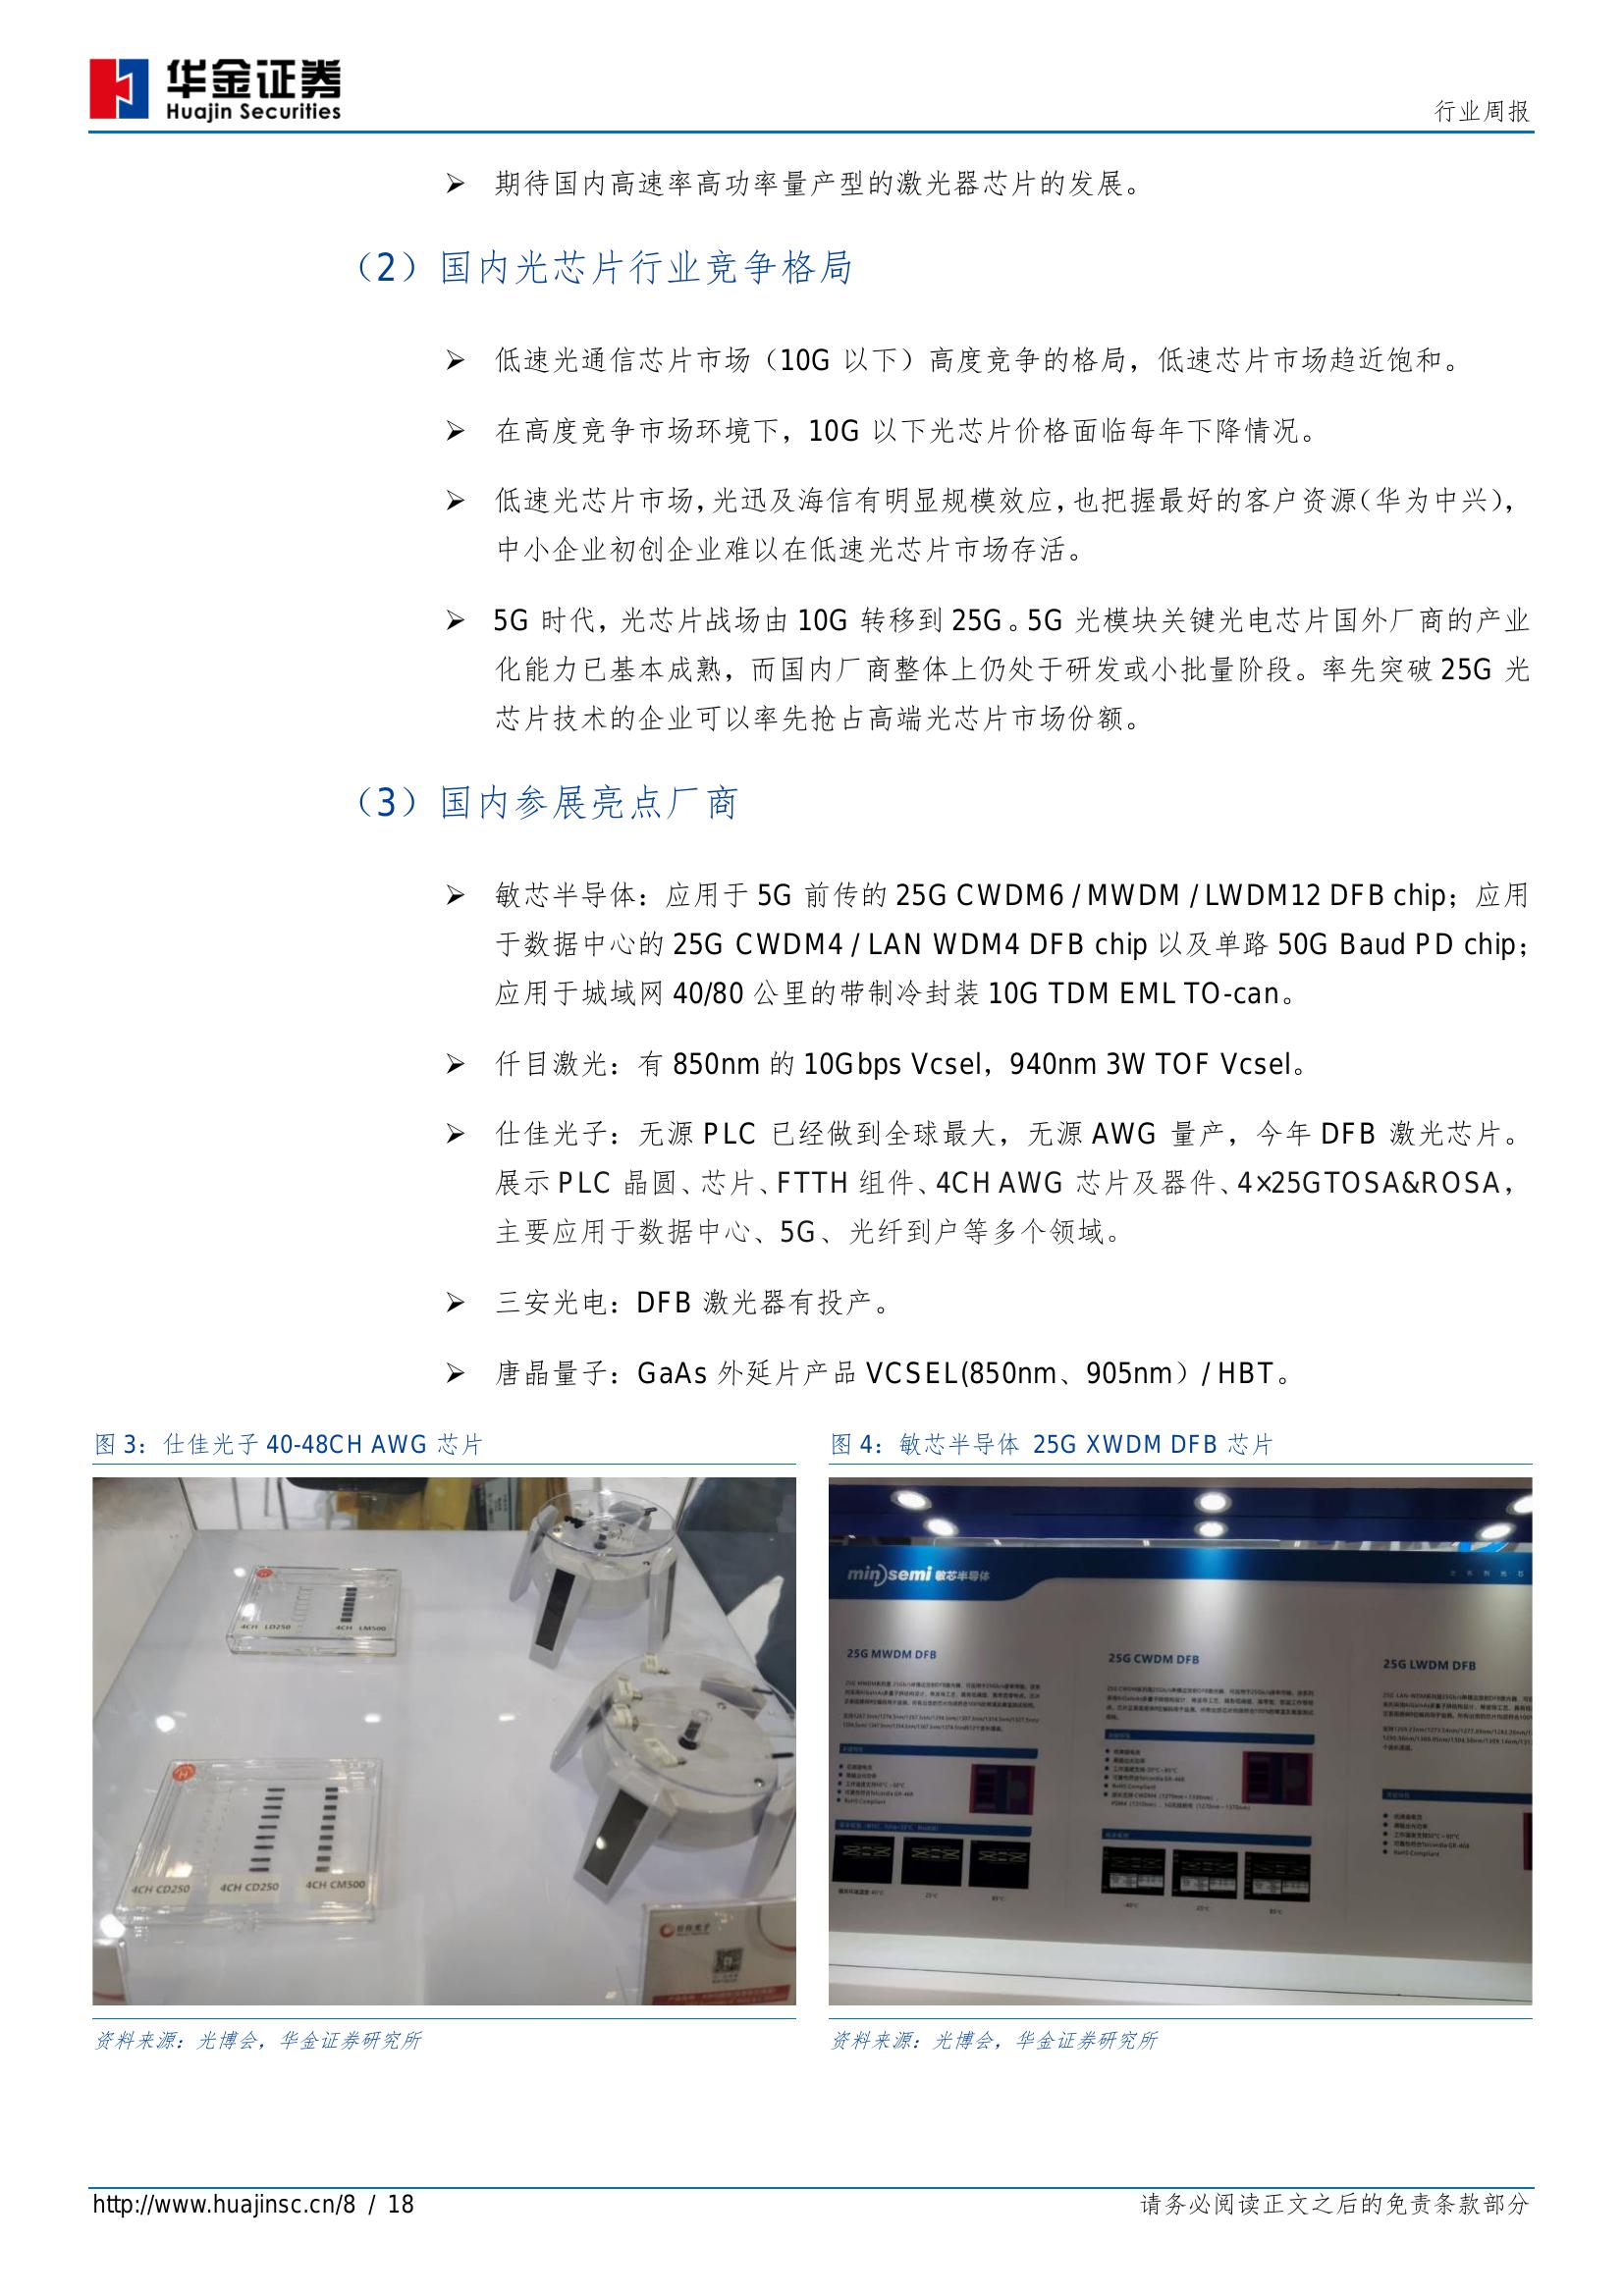 华金证券
Huajin Securities
行业周报
期待国内高速率高功率量产型的激光器芯片的发展。
（2）国内光芯片行业竞争格局
低速光通信芯片市场（10G 以下）高度竞争的格局，低速芯片市场趋近饱和。
在高度竞争市场环境下，10G 以下光芯片价格面临每年下降情况。
低速光芯片市场，光迅及海信有明显规模效应，也把握最好的客户资源（华为中兴），
中小企业初创企业难以在低速光芯片市场存活。
5G 时代，光芯片战场由 10G 转移到 25G。5G 光模块关键光电芯片国外厂商的产业
化能力已基本成熟，而国内厂商整体上仍处于研发或小批量阶段。率先突破 25G 光
芯片技术的企业可以率先抢占高端光芯片市场份额。
（3）国内参展亮点厂商
敏芯半导体：应用于 5G 前传的 25G CWDM6 / MWDM / LWDM12 DFB chip；应用
于数据中心的 25G CWDM4 / LAN WDM4 DFB chip 以及单路 50G Baud PD chip；
应用于城域网 40/80 公里的带制冷封装 10G TDM EML TO-can。
仟目激光：有 850nm 的 10Gbps Vcsel，940nm 3W TOF Vcsel。
仕佳光子：无源 PLC 已经做到全球最大，无源 AWG 量产，今年 DFB 激光芯片。
展示 PLC 晶圆、芯片、FTTH 组件、4CH AWG 芯片及器件、4×25GTOSA&ROSA，
主要应用于数据中心、5G、光纤到户等多个领域。
三安光电：DFB 激光器有投产。
唐晶量子：GaAs 外延片产品 VCSEL(850nm、905nm）/ HBT。
图 3：仕佳光子 40-48CH AWG 芯片
图 4：敏芯半导体 25G XWDM DFB 芯片
4CH LD250
4CH LM500
4CH CD250
4CH CD250
4CH CM500
min)semi 敏芯半导体
25G MWDM DFB
25G CWDM DFB
25G LWDM DFB
资料来源：光博会，华金证券研究所
资料来源：光博会，华金证券研究所
http://www.huajinsc.cn/8 / 18
请务必阅读正文之后的免责条款部分